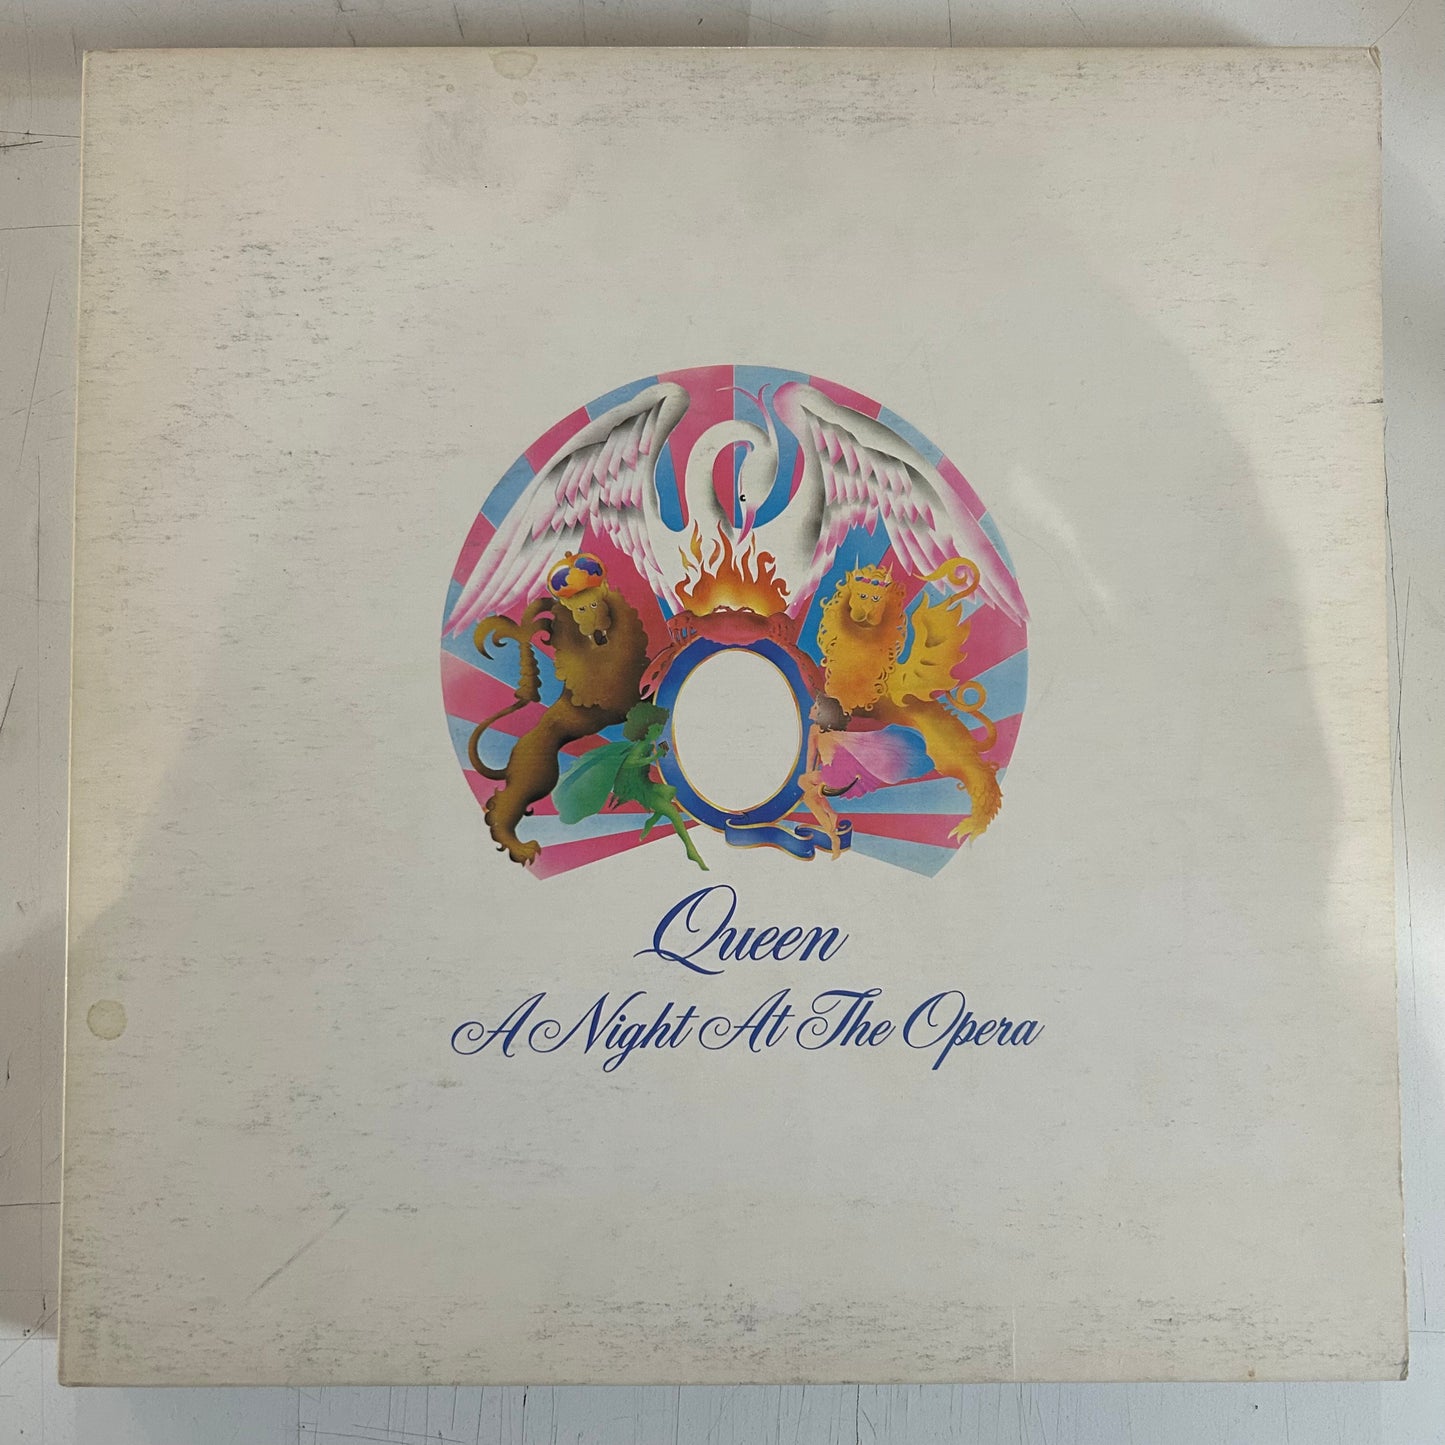 Queen
A Night At The Opera